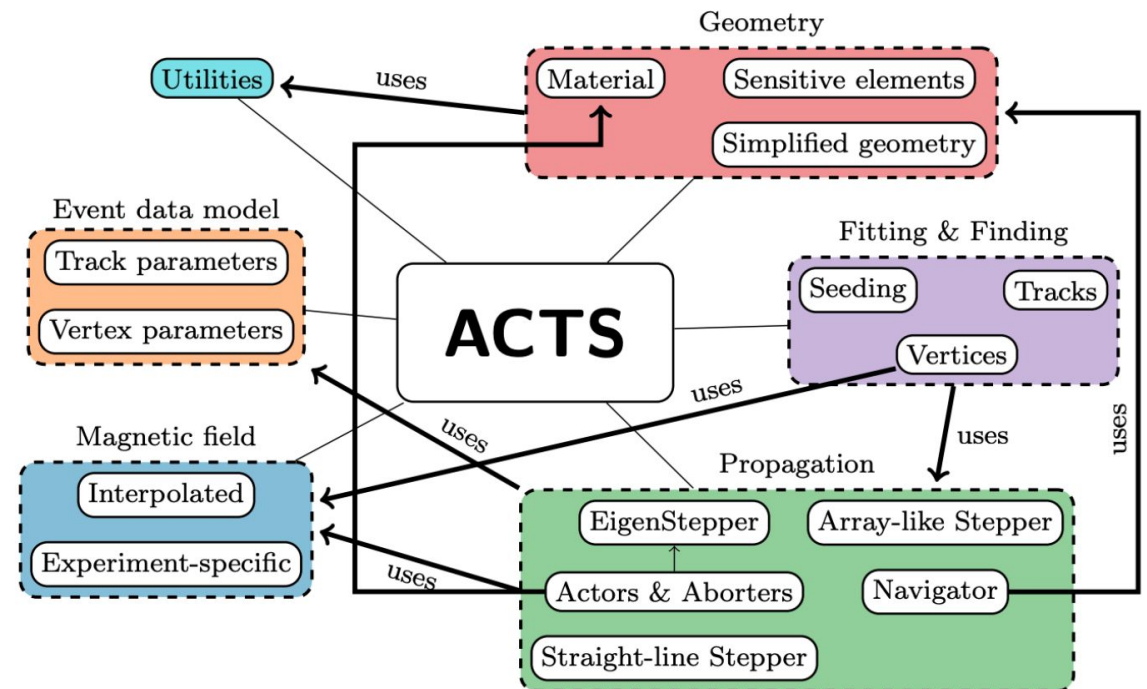 Geometry
Utilities
uses
Material
Sensitive elements
Simplified geometry
Event data model
Track parameters
Vertex parameters
Fitting & Finding
Seeding
Tracks
Vertices
ACTS
uses
uses
uses
uses
Magnetic field
Interpolated
Experiment-specific
uses
Propagation
EigenStepper
Array-like Stepper
Actors & Aborters
Navigator
Straight-line Stepper